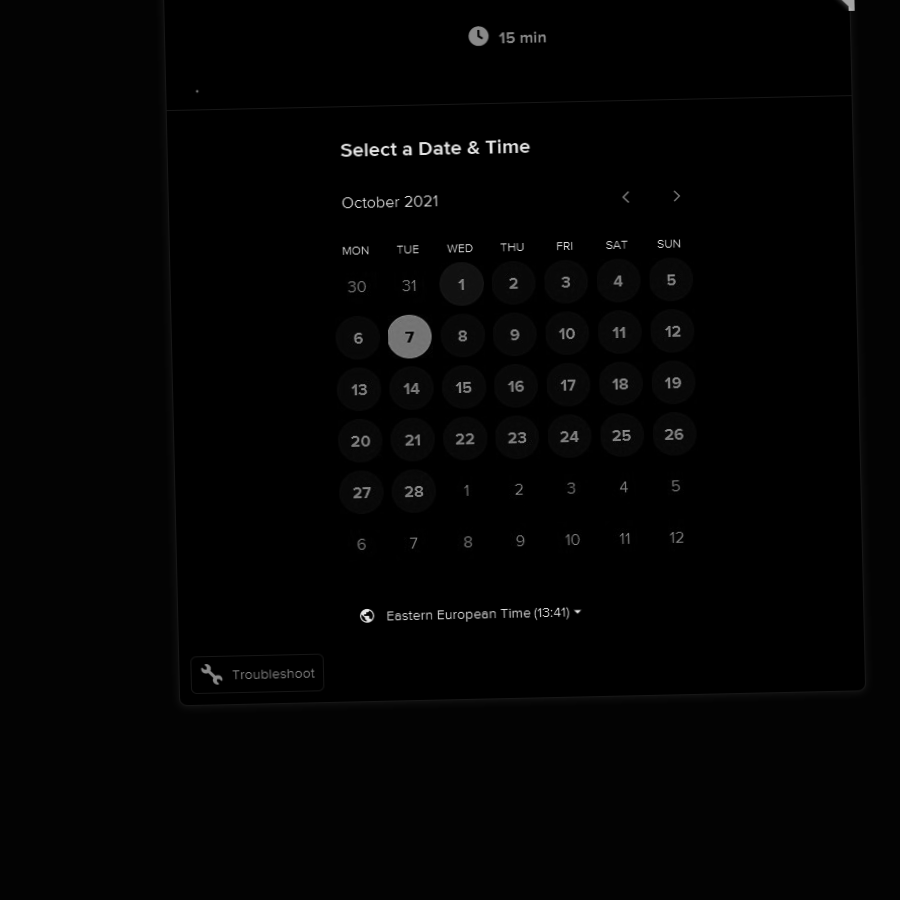 15 min
Select a Date & Time
October 2021
MON TUE WED THU FRI SAT SUN
30 31 1 2 3 4 5
6 7 8 9 10 11 12
13 14 15 16 17 18 19
20 21 22 23 24 25 26
27 28 1 2 3 4 5
6 7 8 9 10 11 12
Eastern European Time (13:41)
Troubleshoot